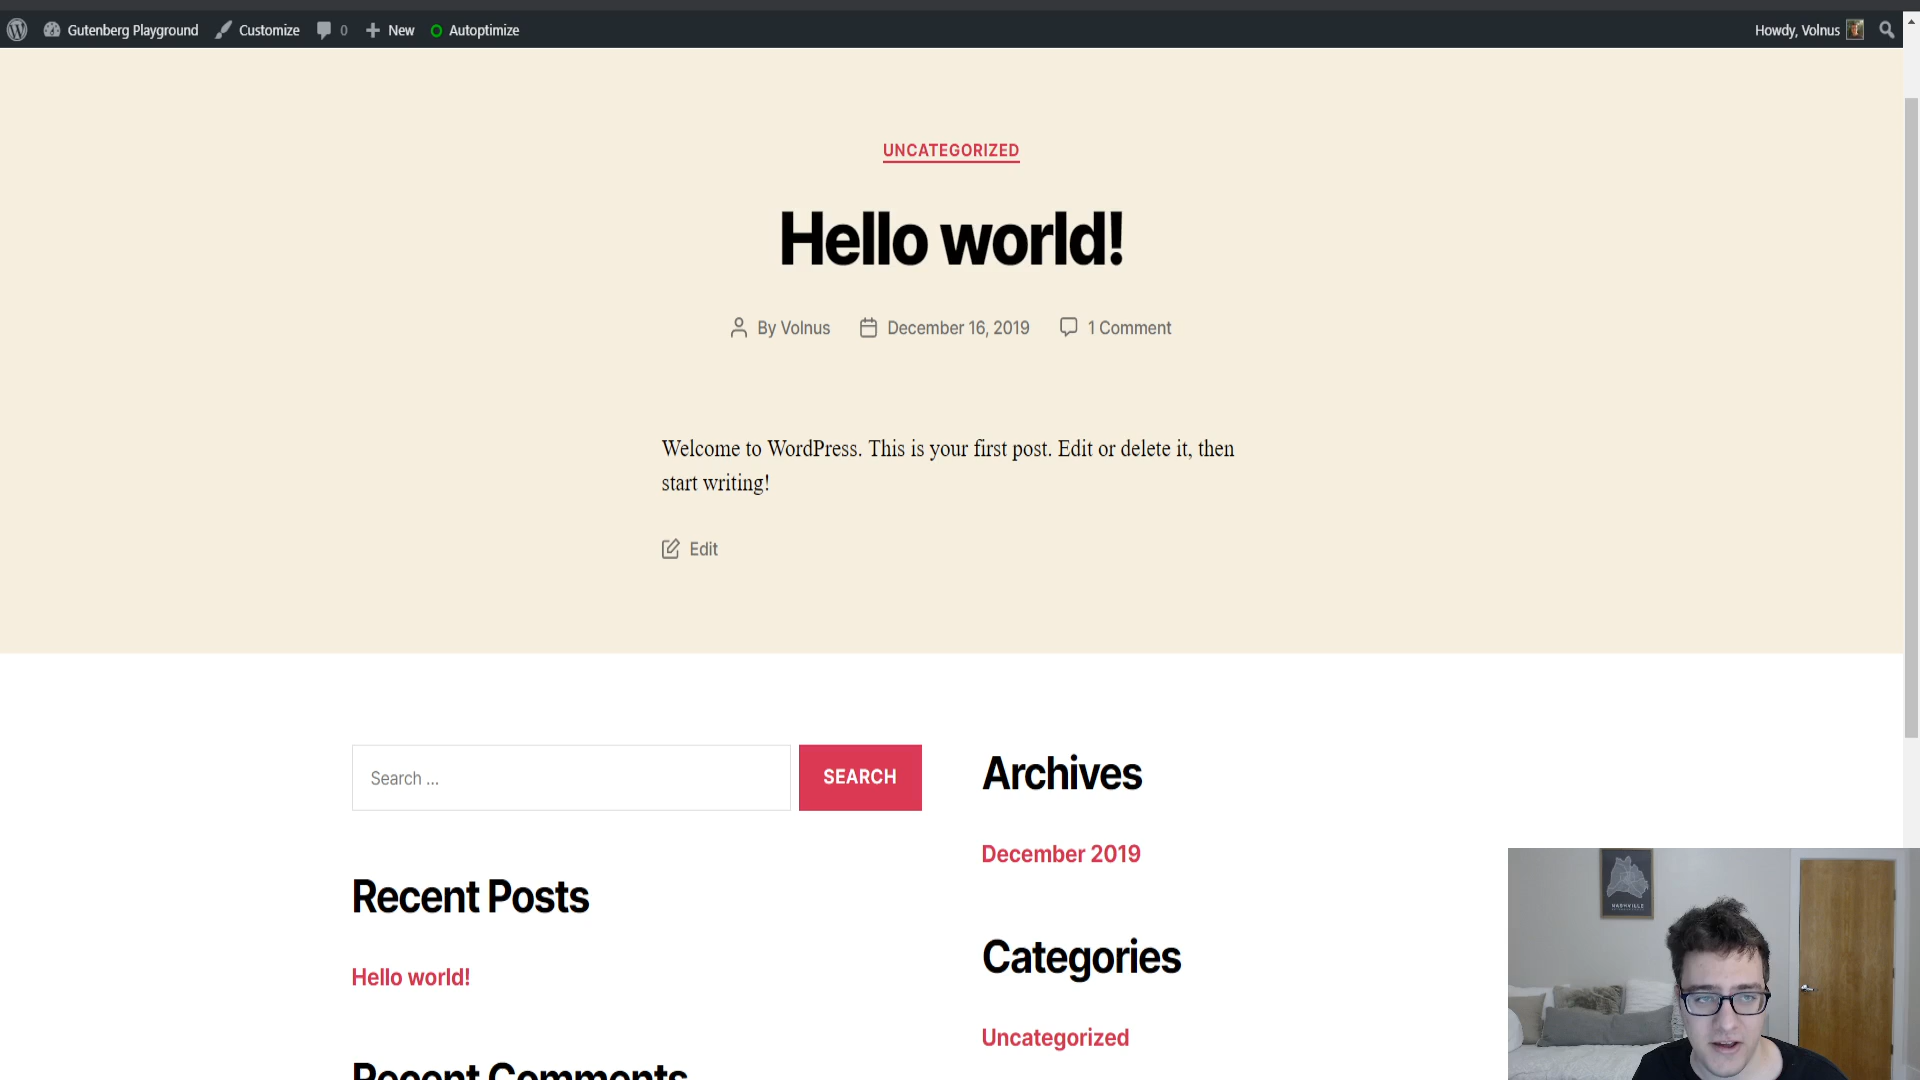 Gutenberg Playground Customize 0 New Autoptimize Howdy, Volnus
UNCATEGORIZED
Hello world!
By Volnus December 16, 2019 1 Comment
Welcome to WordPress. This is your first post. Edit or delete it, then
start writing!
Edit
Search ... SEARCH
Archives
December 2019
Recent Posts
Categories
Hello world!
Uncategorized
Recent Comments
NASHVILLE